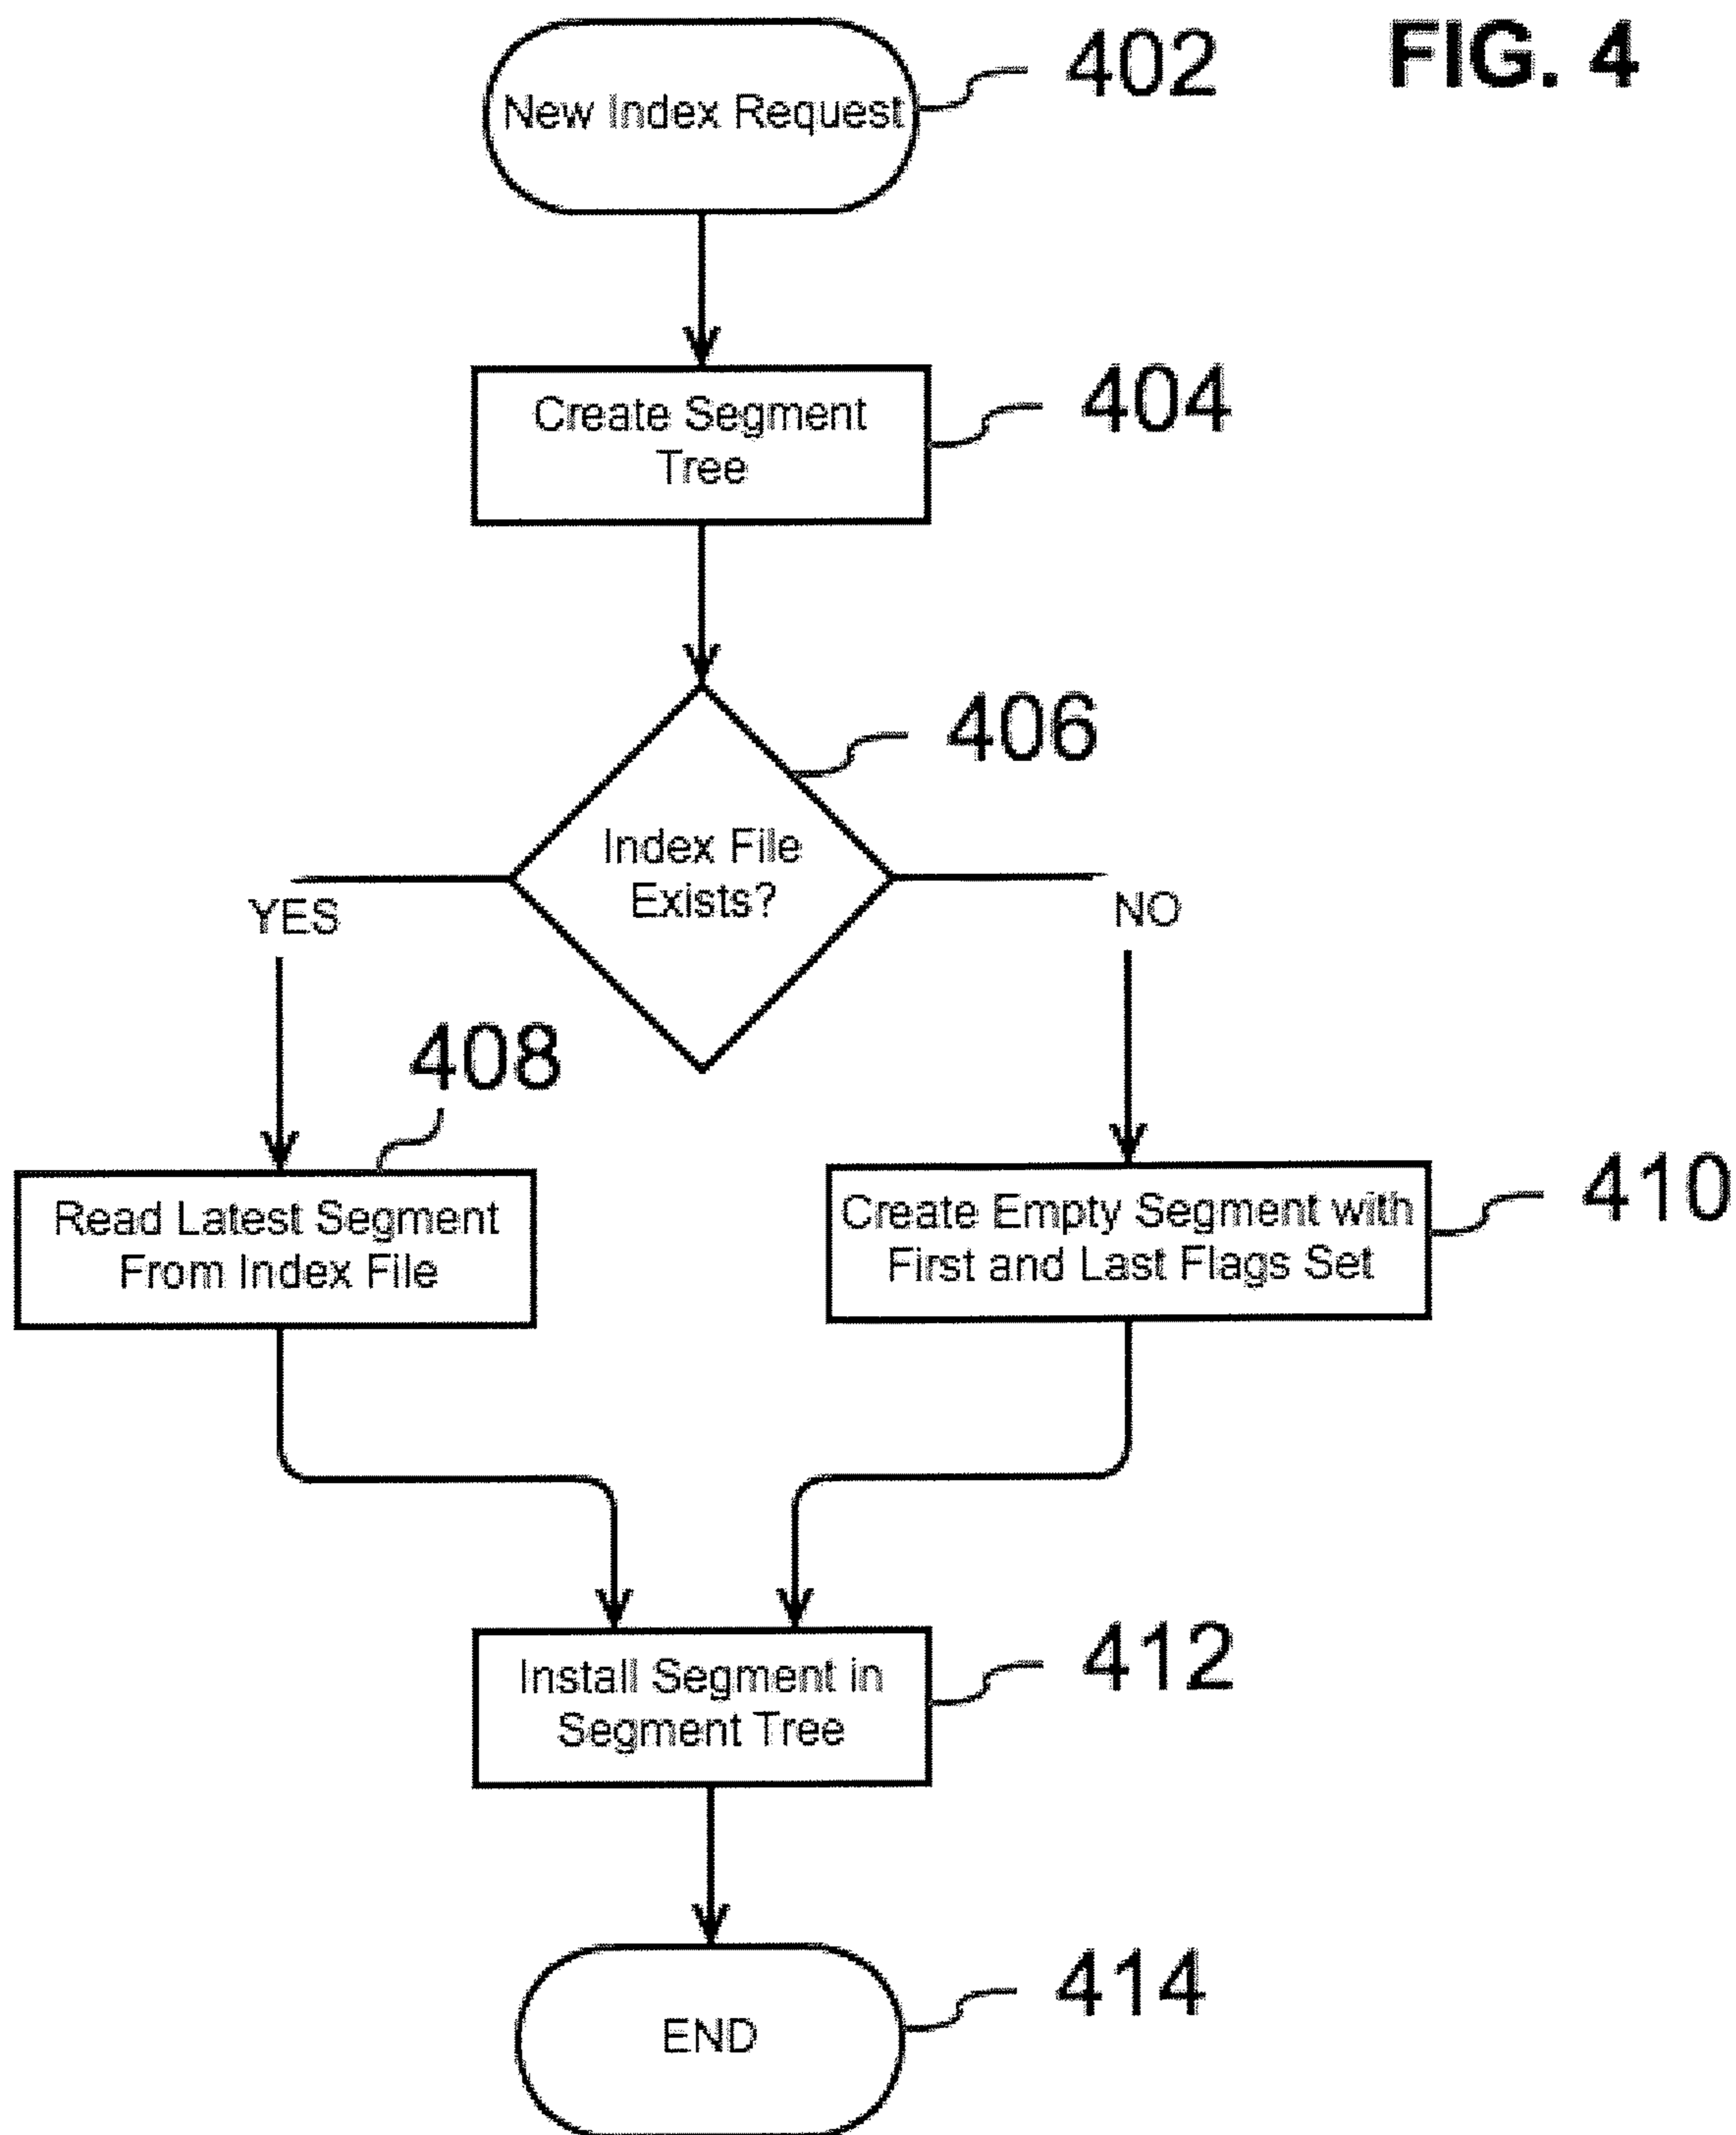 FIG. 4
New Index Request
402
Create Segment
Tree
404
406
Index File
Exists?
YES
NO
408
Read Latest Segment
From Index File
Create Empty Segment with
First and Last Flags Set
410
Install Segment in
Segment Tree
412
END
414